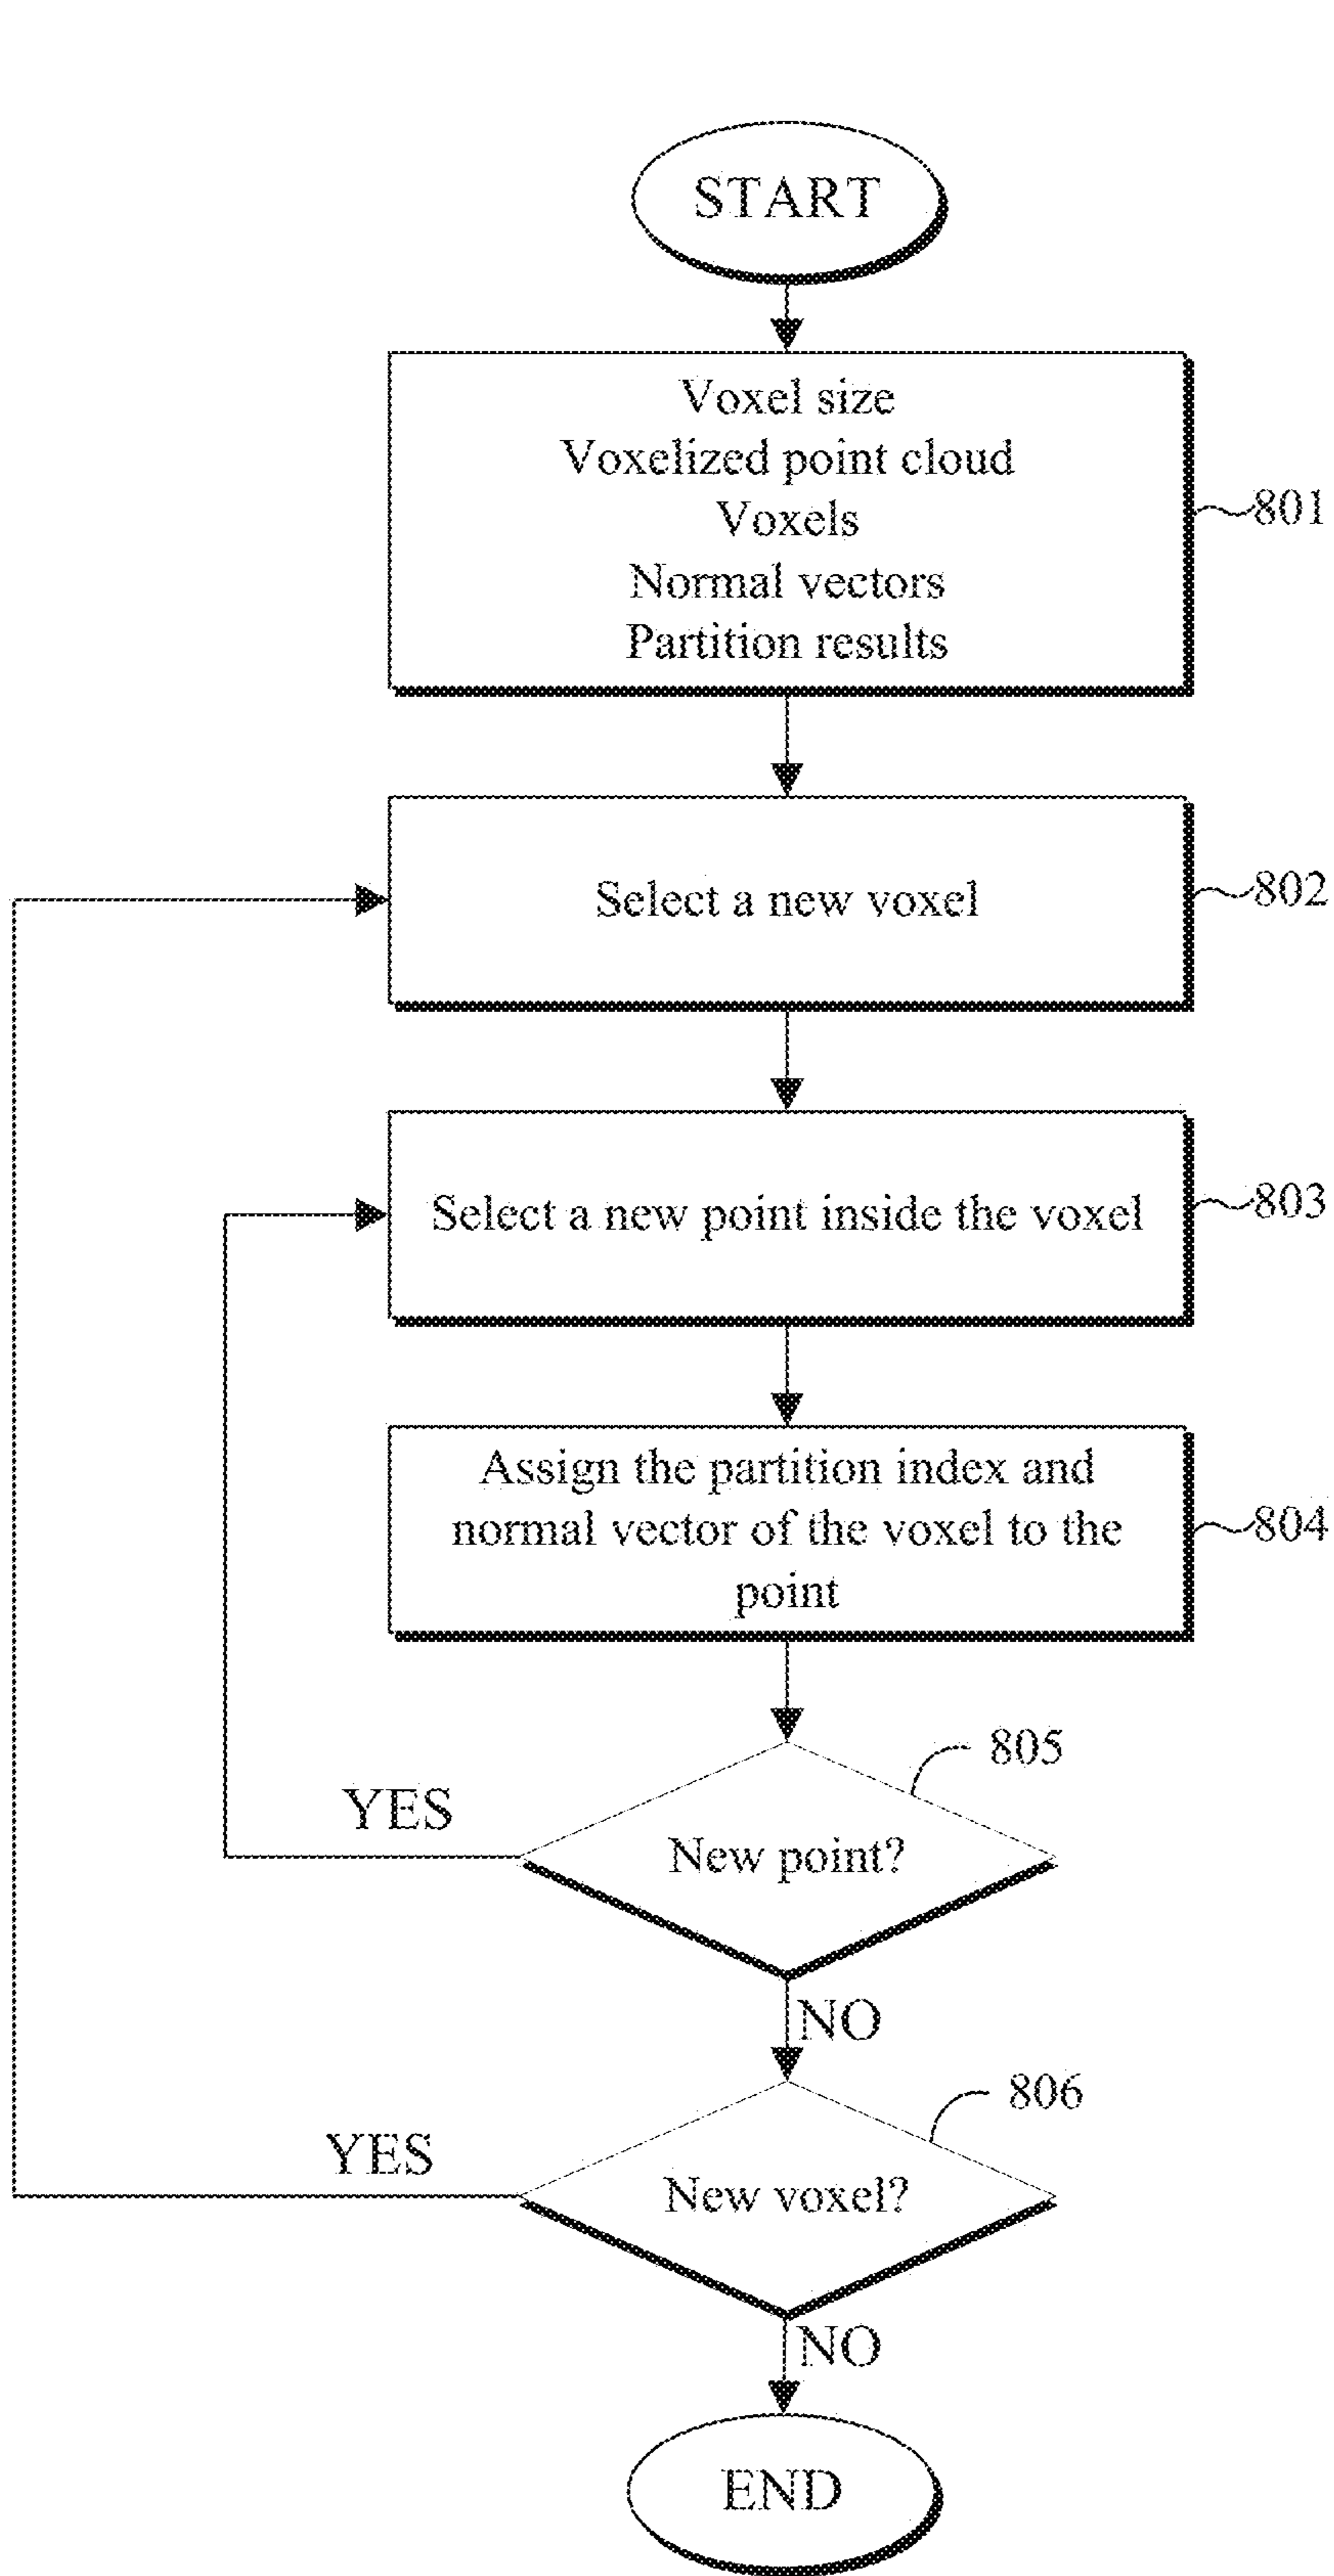 START
Voxel size
Voxelized point cloud
Voxels
Normal vectors
Partition results
801
Select a new voxel
802
Select a new point inside the voxel
803
Assign the partition index and
normal vector of the voxel to the
point
804
805
YES
New point?
NO
806
YES
New voxel?
NO
END